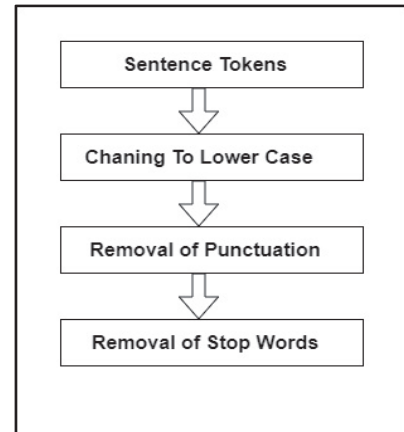 Sentence Tokens
Chaning To Lower Case
Removal of Punctuation
Removal of Stop Words